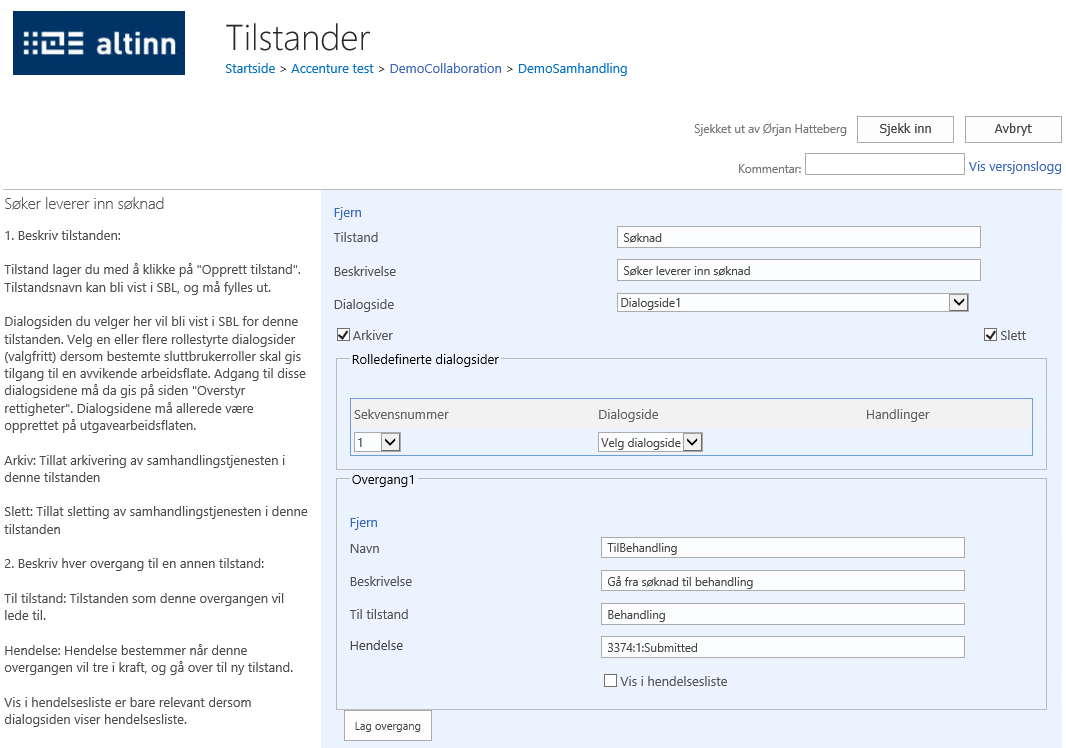 altinn
Tilstander
Startside > Accenture test > DemoCollaboration > DemoSamhandling
Sjekket ut av Ørjan Hatteberg
Sjekk inn
Avbryt
Kommentar:
Vis versjonslogg
Søker leverer inn søknad
1. Beskriv tilstanden:
Tilstand lager du med å klikke på "Opprett tilstand".
Tilstandsnavn kan bli vist i SBL, og må fylles ut.
Dialogsiden du velger her vil bli vist i SBL for denne
tilstanden. Velg en eller flere rollestyrte dialogsider
(valgfritt) dersom bestemte sluttbrukerroller skal gis
tilgang til en avvikende arbeidsflate. Adgang til disse
dialogsidene må da gis på siden "Overstyr
rettigheter". Dialogsidene må allerede være
opprettet på utgavearbeidsflaten.
Arkiv: Tillat arkivering av samhandlingstjenesten i
denne tilstanden
Slett: Tillat sletting av samhandlingstjenesten i denne
tilstanden
2. Beskriv hver overgang til en annen tilstand:
Til tilstand: Tilstanden som denne overgangen vil
lede til.
Hendelse: Hendelse bestemmer når denne
overgangen vil tre i kraft, og gå over til ny tilstand.
Vis i hendelsesliste er bare relevant dersom
dialogsiden viser hendelsesliste.
Fjern
Tilstand Søknad
Beskrivelse Søker leverer inn søknad
Dialogside Dialogside1
Arkiver Slett
Rolledefinerte dialogsider
Sekvensnummer Dialogside Handlinger
1 Velg dialogside
Overgang1
Fjern
Navn TilBehandling
Beskrivelse Gå fra søknad til behandling
Til tilstand Behandling
Hendelse 3374:1:Submitted
Vis i hendelsesliste
Lag overgang